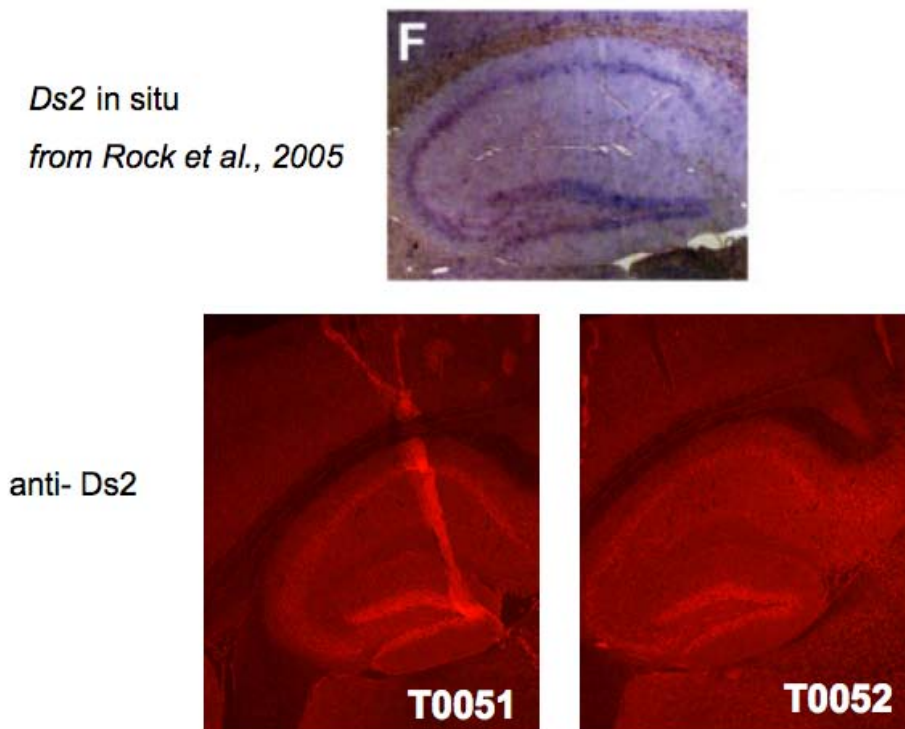 F
Ds2 in situ
from Rock et al., 2005
anti- Ds2
T0051
T0052